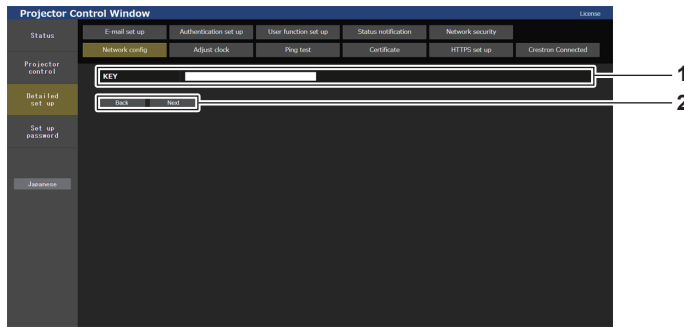 Projector Control Window License
Status E-mail set up Authentication set up User function set up Status notification Network security
Network config Adjust clock Ping test Certificate HTTPS set up Crestron Connected
Projector
control
KEY 1
Detailed
set up
Back Next 2
Set up
password
Japanese